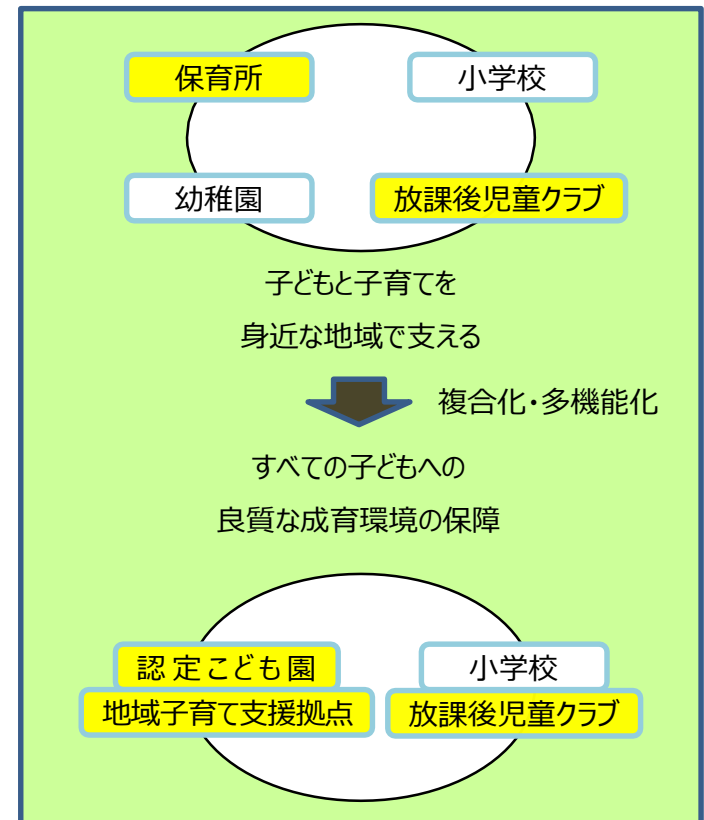 保育所
小学校
幼稚園
放課後児童クラブ
子どもと子育てを
身近な地域で支える
複合化・多機能化
すべての子どもへの
良質な成育環境の保障
認定こども園
小学校
地域子育て支援拠点
放課後児童クラブ